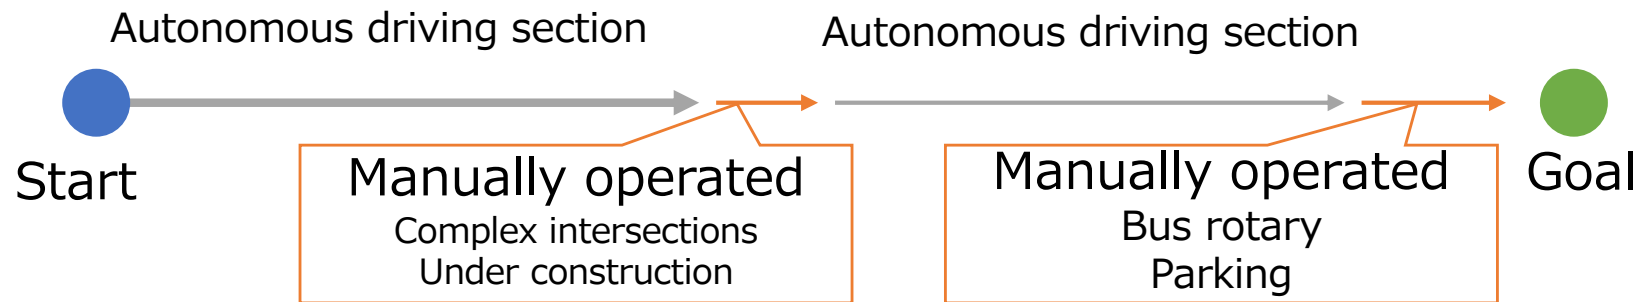 Autonomous driving section
Autonomous driving section
Start
Manually operated
Complex intersections
Under construction
Manually operated
Bus rotary
Parking
Goal